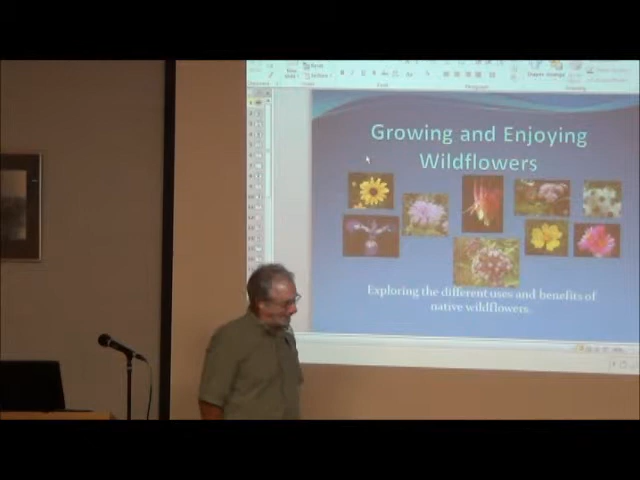 Growing and Enjoying
Wildflowers
Exploring the different uses and benefits of
native wildflowers.